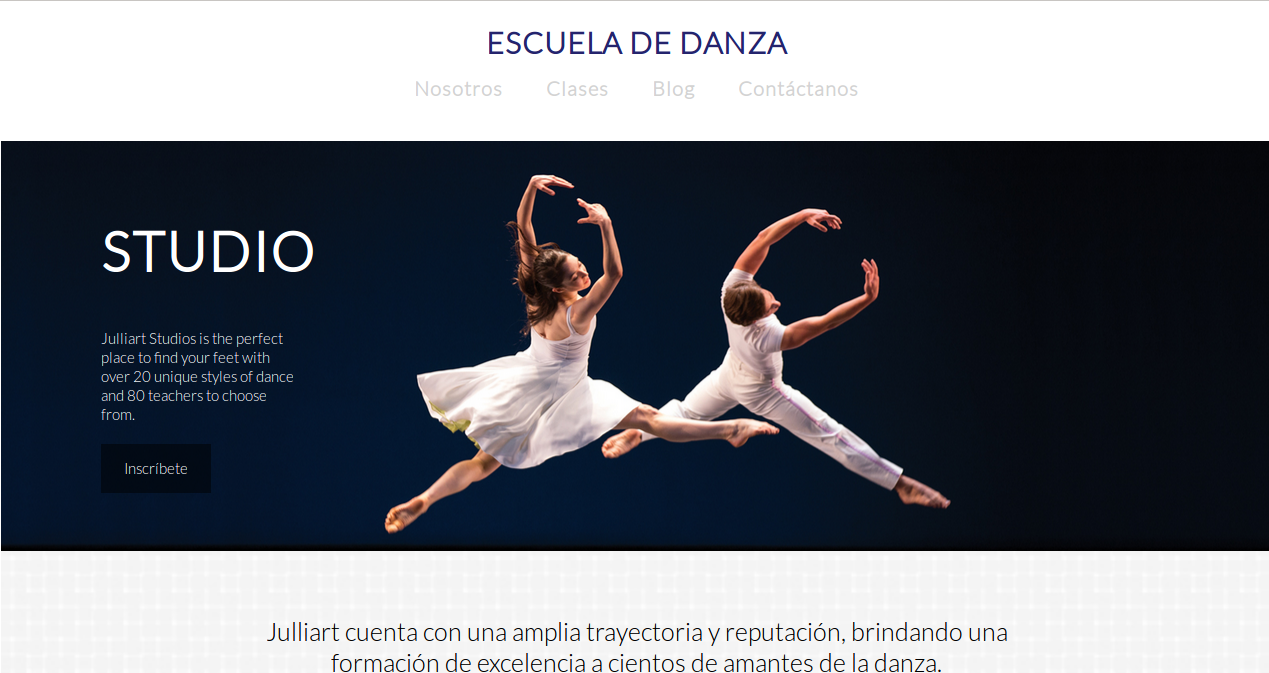 ESCUELA DE DANZA
Nosotros Clases Blog Contáctanos
STUDIO
Julliart Studios is the perfect
place to find your feet with
over 20 unique styles of dance
and 80 teachers to choose
from.
Inscríbete
Julliart cuenta con una amplia trayectoria y reputación, brindando una
formación de excelencia a cientos de amantes de la danza.